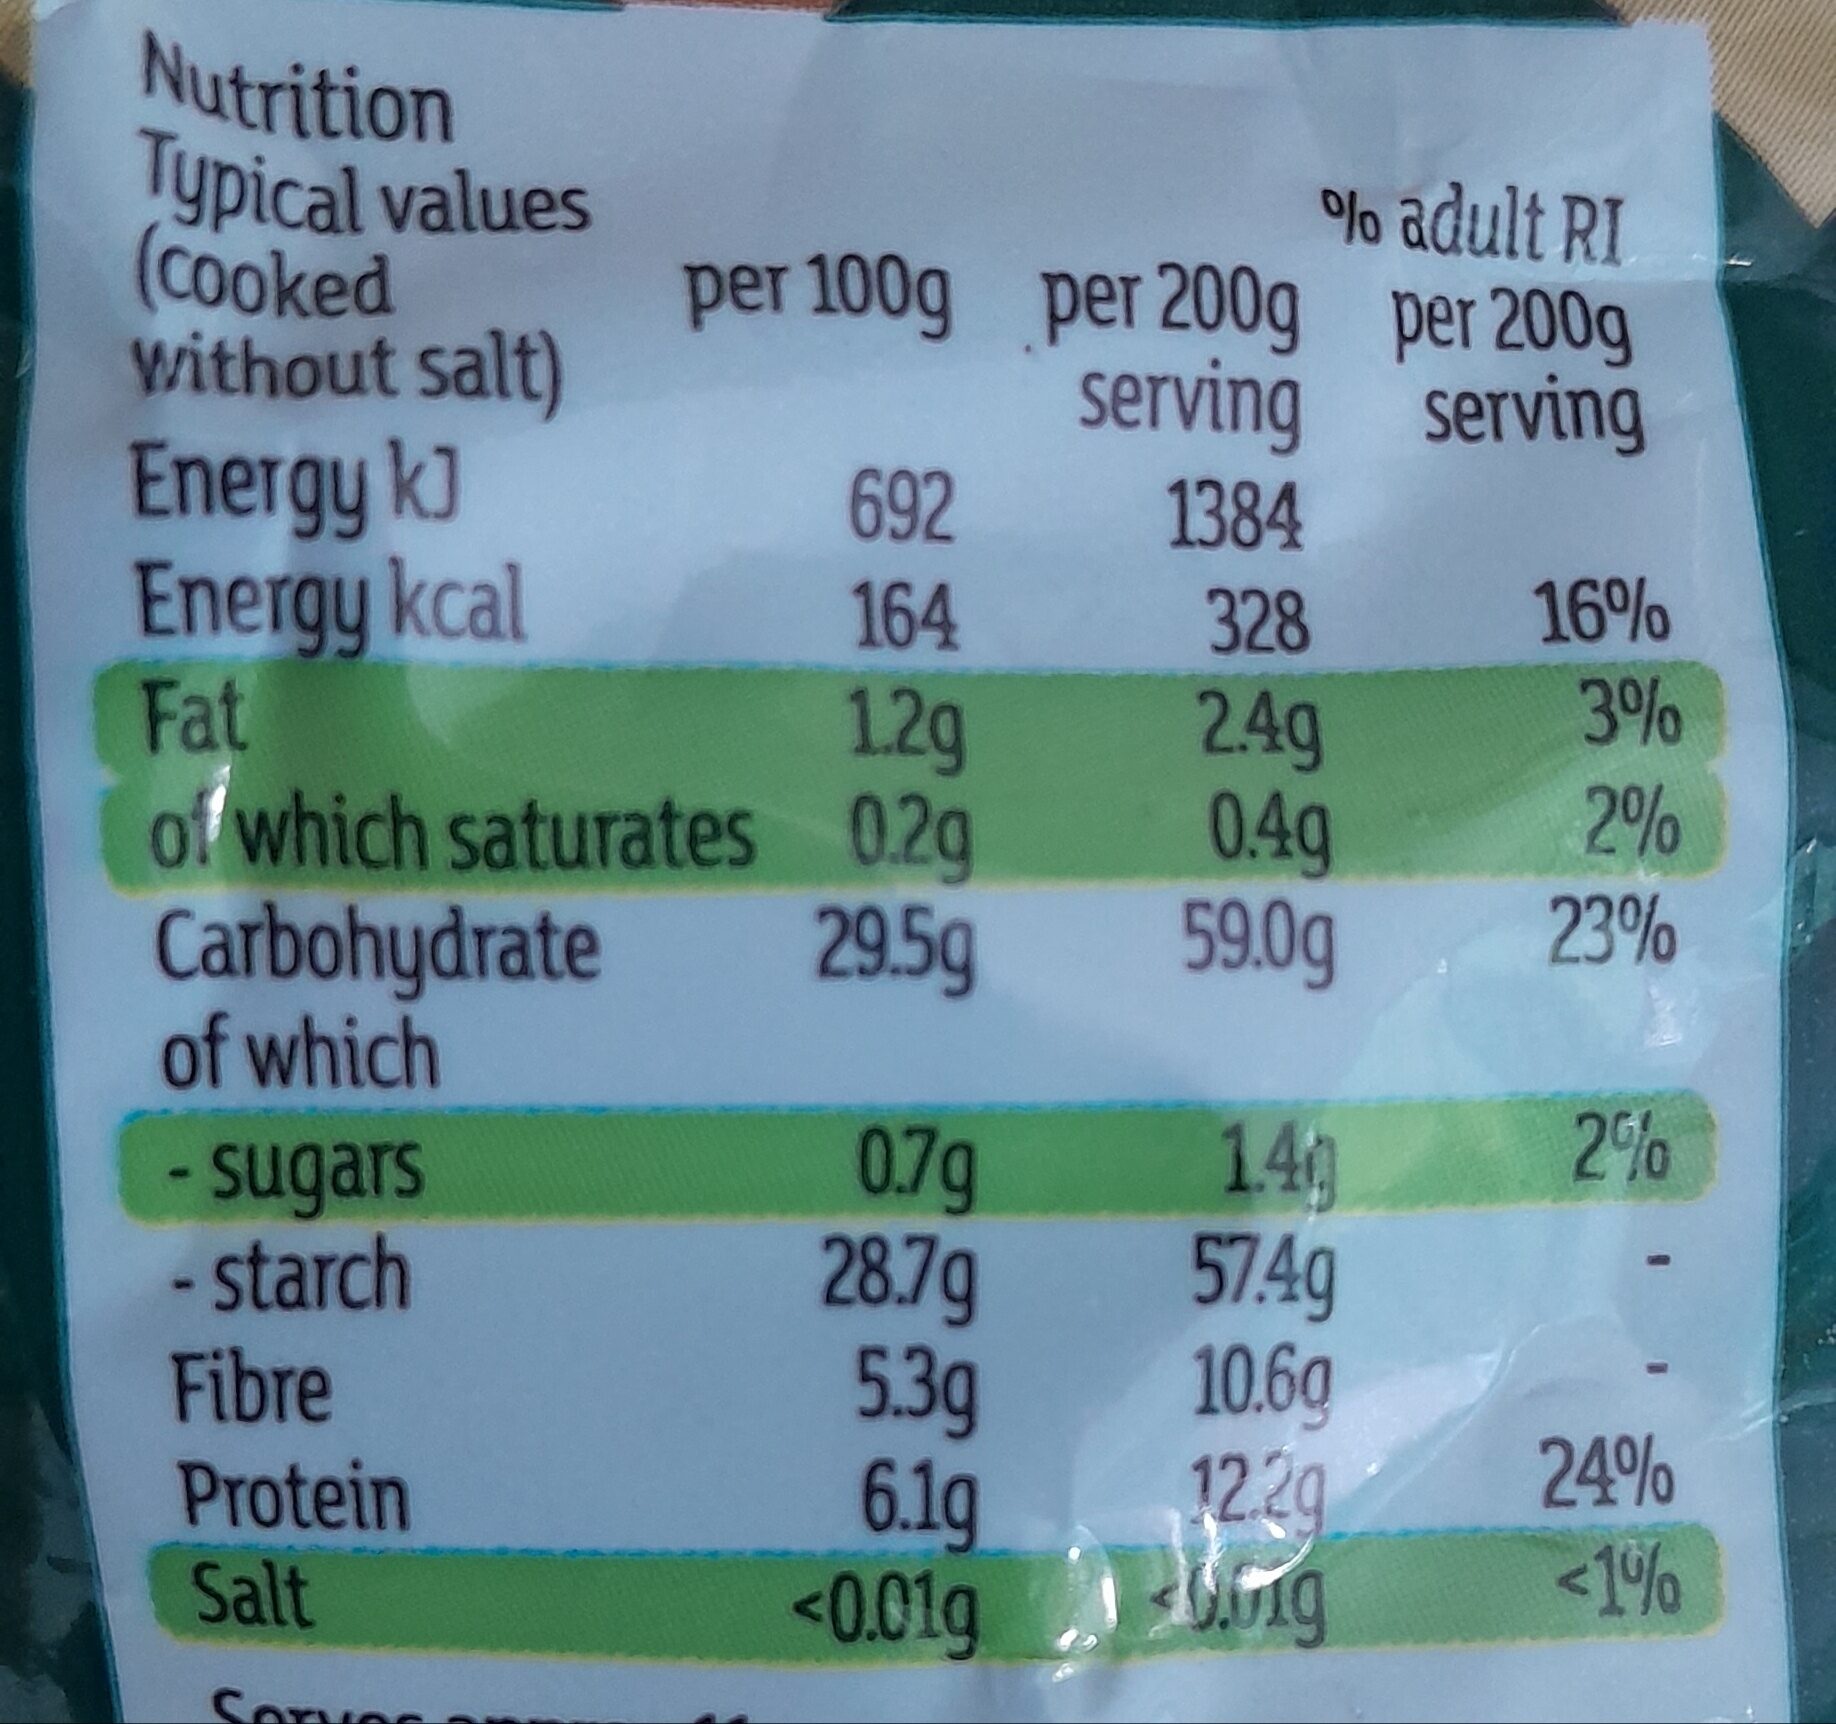 Nutrition
Typical values
(cooked
without salt)
per 100g
per 200g
serving
% adult RI
per 200g
serving
Energy kJ 692 1384
Energy kcal 164 328 16%
Fat 1.2g 2.4g 3%
of which saturates 0.2g 0.4g 2%
Carbohydrate 29.5g 59.0g 23%
of which
- sugars 0.7g 1.4g 2%
- starch 28.7g 57.4g -
Fibre 5.3g 10.6g -
Protein 6.1g 12.2g 24%
Salt <0.01g <0.01g <1%